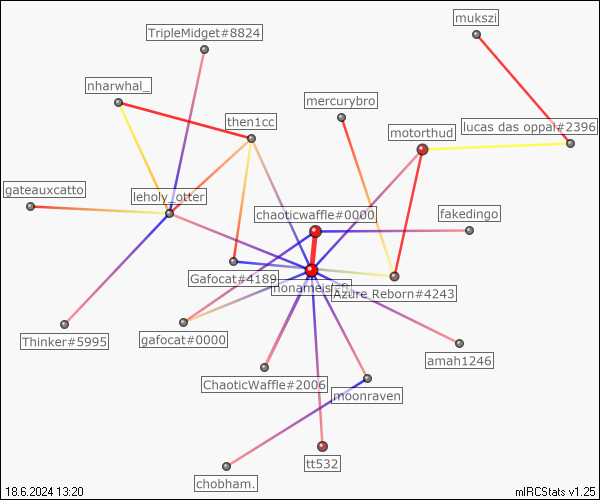 mukszi
TripleMidget#8824
nharwhal_
mercurybro
then1cc
lucas das oppai#2396
motorthud
gateauxcatto
leholy_otter
chaoticwaffle#0000
fakedingo
Gafocat#4189
Azure Reborn#4243
gafocat#0000
Thinker#5995
amah1246
ChaoticWaffle#2006
moonraven
tt532
chobham.
18.6.2024 13:20
mIRCStats v1.25